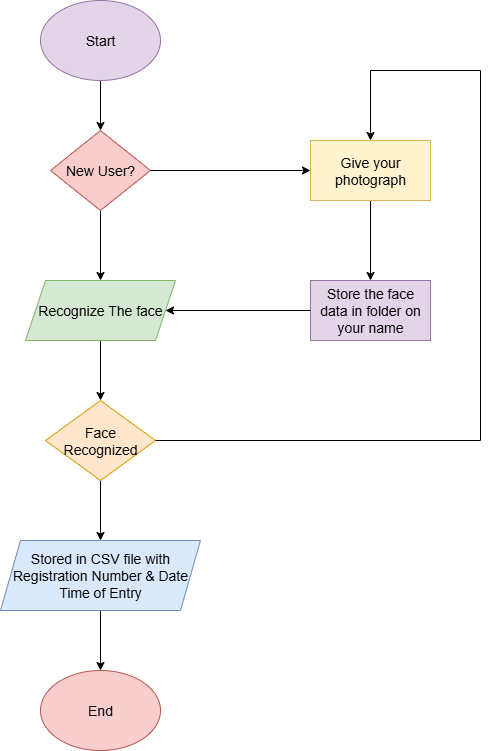 Start
New User?
Give your
photograph
Recognize The face
Store the face
data in folder on
your name
Face
Recognized
Stored in CSV file with
Registration Number & Date
Time of Entry
End